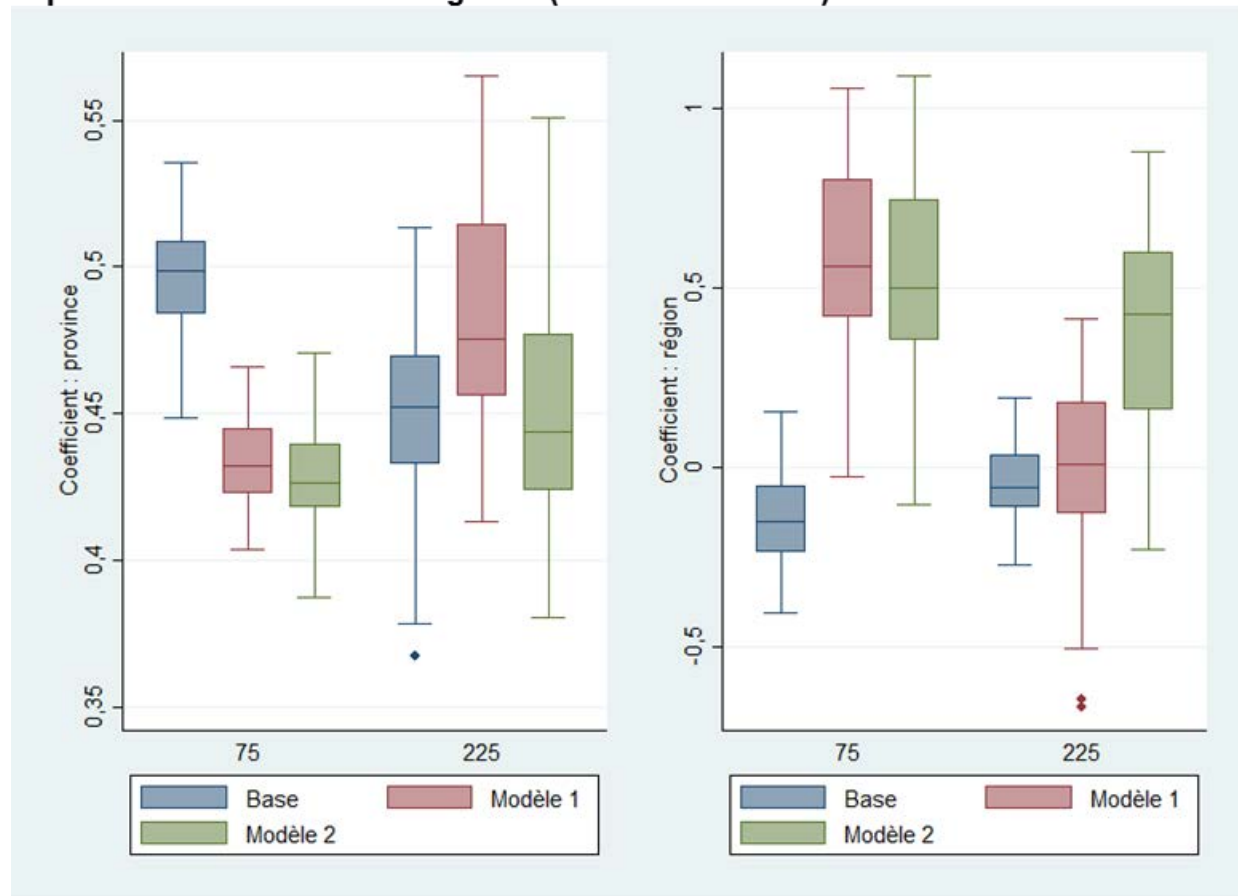 Coefficient : province
0,55
0,5
0,45
0,4
0,35
75 225
Base Modèle 1
Modèle 2
Coefficient : région
1
0,5
0
-0,5
75 225
Base Modèle 1
Modèle 2